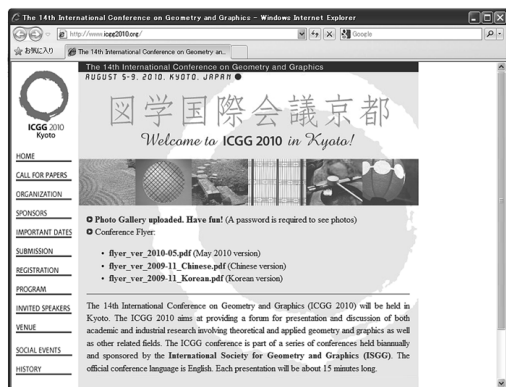 The 14th International Conference on Geometry and Graphics - Windows Internet Explorer
http://www.icgg2010.org/
Google
お気に入り
The 14th International Conference on Geometry an...
The 14th International Conference on Geometry and Graphics
AUGUST 5-9, 2010, KYOTO, JAPAN
図学国際会議京都
Welcome to ICGG 2010 in Kyoto!
ICGG 2010
Kyoto
HOME
CALL FOR PAPERS
ORGANIZATION
SPONSORS
IMPORTANT DATES
SUBMISSION
REGISTRATION
PROGRAM
INVITED SPEAKERS
VENUE
SOCIAL EVENTS
HISTORY
Photo Gallery uploaded. Have fun! (A password is required to see photos)
Conference Flyer:
• flyer_ver_2010-05.pdf (May 2010 version)
• flyer_ver_2009-11_Chinese.pdf (Chinese version)
• flyer_ver_2009-11_Korean.pdf (Korean version)
The 14th International Conference on Geometry and Graphics (ICGG 2010) will be held in
Kyoto. The ICGG 2010 aims at providing a forum for presentation and discussion of both
academic and industrial research involving theoretical and applied geometry and graphics as well
as other related fields. The ICGG conference is part of a series of conferences held biannually
and sponsored by the International Society for Geometry and Graphics (ISGG). The
official conference language is English. Each presentation will be about 15 minutes long.